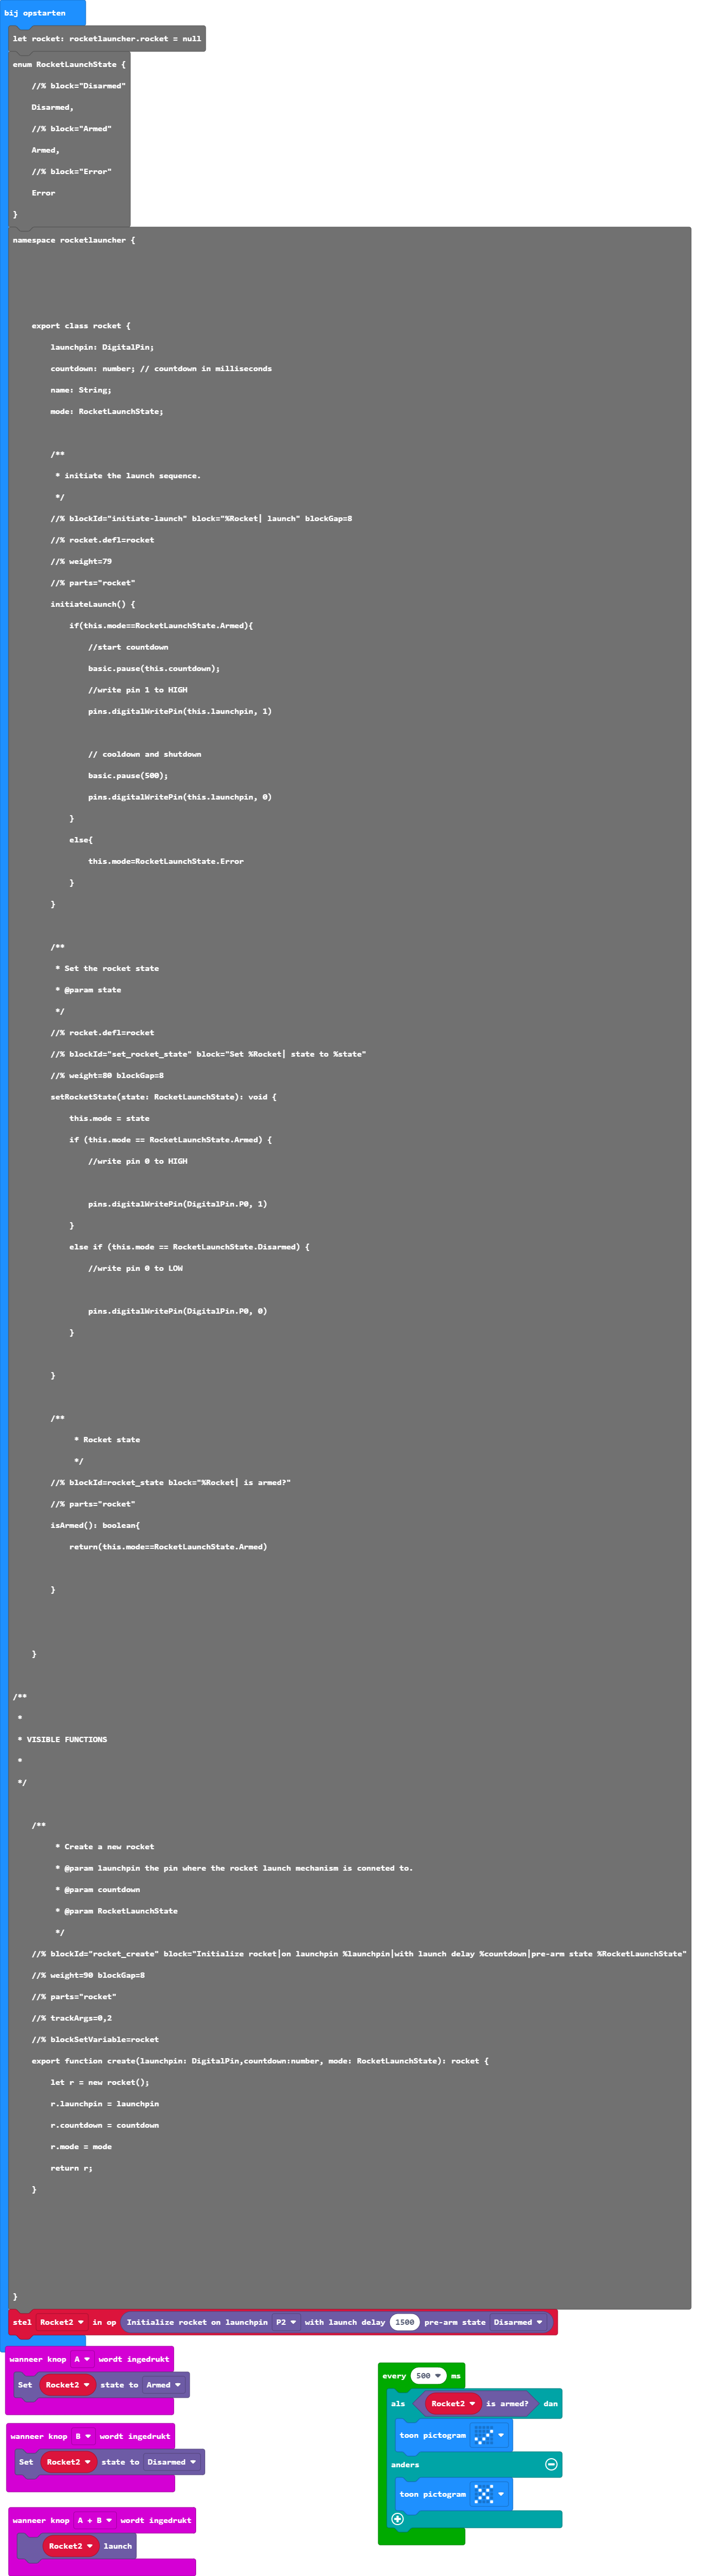 bij opstarten
let rocket: rocketlauncher.rocket = null
enum RocketLaunchState {
//% block="Disarmed"
Disarmed,
//% block="Armed"
Armed,
//% block="Error"
Error
}
namespace rocketlauncher {
export class rocket {
launchpin: DigitalPin;
countdown: number; // countdown in milliseconds
name: String;
mode: RocketLaunchState;
/**
* initiate the launch sequence.
*/
//% blockId="initiate-launch" block="%Rocket| launch" blockGap=8
//% rocket.defl=rocket
//% weight=79
//% parts="rocket"
initiateLaunch() {
if(this.mode==RocketLaunchState.Armed){
//start countdown
basic.pause(this.countdown);
//write pin 1 to HIGH
pins.digitalWritePin(this.launchpin, 1)
// cooldown and shutdown
basic.pause(500);
pins.digitalWritePin(this.launchpin, 0)
}
else{
this.mode=RocketLaunchState.Error
}
}
/**
* Set the rocket state
* @param state
*/
//% rocket.defl=rocket
//% blockId="set_rocket_state" block="Set %Rocket| state to %state"
//% weight=80 blockGap=8
setRocketState(state: RocketLaunchState): void {
this.mode = state
if (this.mode == RocketLaunchState.Armed) {
//write pin 0 to HIGH
pins.digitalWritePin(DigitalPin.P0, 1)
}
else if (this.mode == RocketLaunchState.Disarmed) {
//write pin 0 to LOW
pins.digitalWritePin(DigitalPin.P0, 0)
}
}
/**
* Rocket state
*/
//% blockId=rocket_state block="%Rocket| is armed?"
//% parts="rocket"
isArmed(): boolean{
return(this.mode==RocketLaunchState.Armed)
}
}
/**
*
* VISIBLE FUNCTIONS
*
*/
/**
* Create a new rocket
* @param launchpin the pin where the rocket launch mechanism is conneted to.
* @param countdown
* @param RocketLaunchState
*/
//% blockId="rocket_create" block="Initialize rocket|on launchpin %launchpin|with launch delay %countdown|pre-arm state %RocketLaunchState"
//% weight=90 blockGap=8
//% parts="rocket"
//% trackArgs=0,2
//% blockSetVariable=rocket
export function create(launchpin: DigitalPin,countdown:number, mode: RocketLaunchState): rocket {
let r = new rocket();
r.launchpin = launchpin
r.countdown = countdown
r.mode = mode
return r;
}
}
stel Rocket2 in op Initialize rocket on launchpin P2 with launch delay 1500 pre-arm state Disarmed
wanneer knop A wordt ingedrukt
Set Rocket2 state to Armed
wanneer knop B wordt ingedrukt
Set Rocket2 state to Disarmed
wanneer knop A + B wordt ingedrukt
Rocket2 launch
every 500 ms
als Rocket2 is armed? dan
toon pictogram
anders
toon pictogram